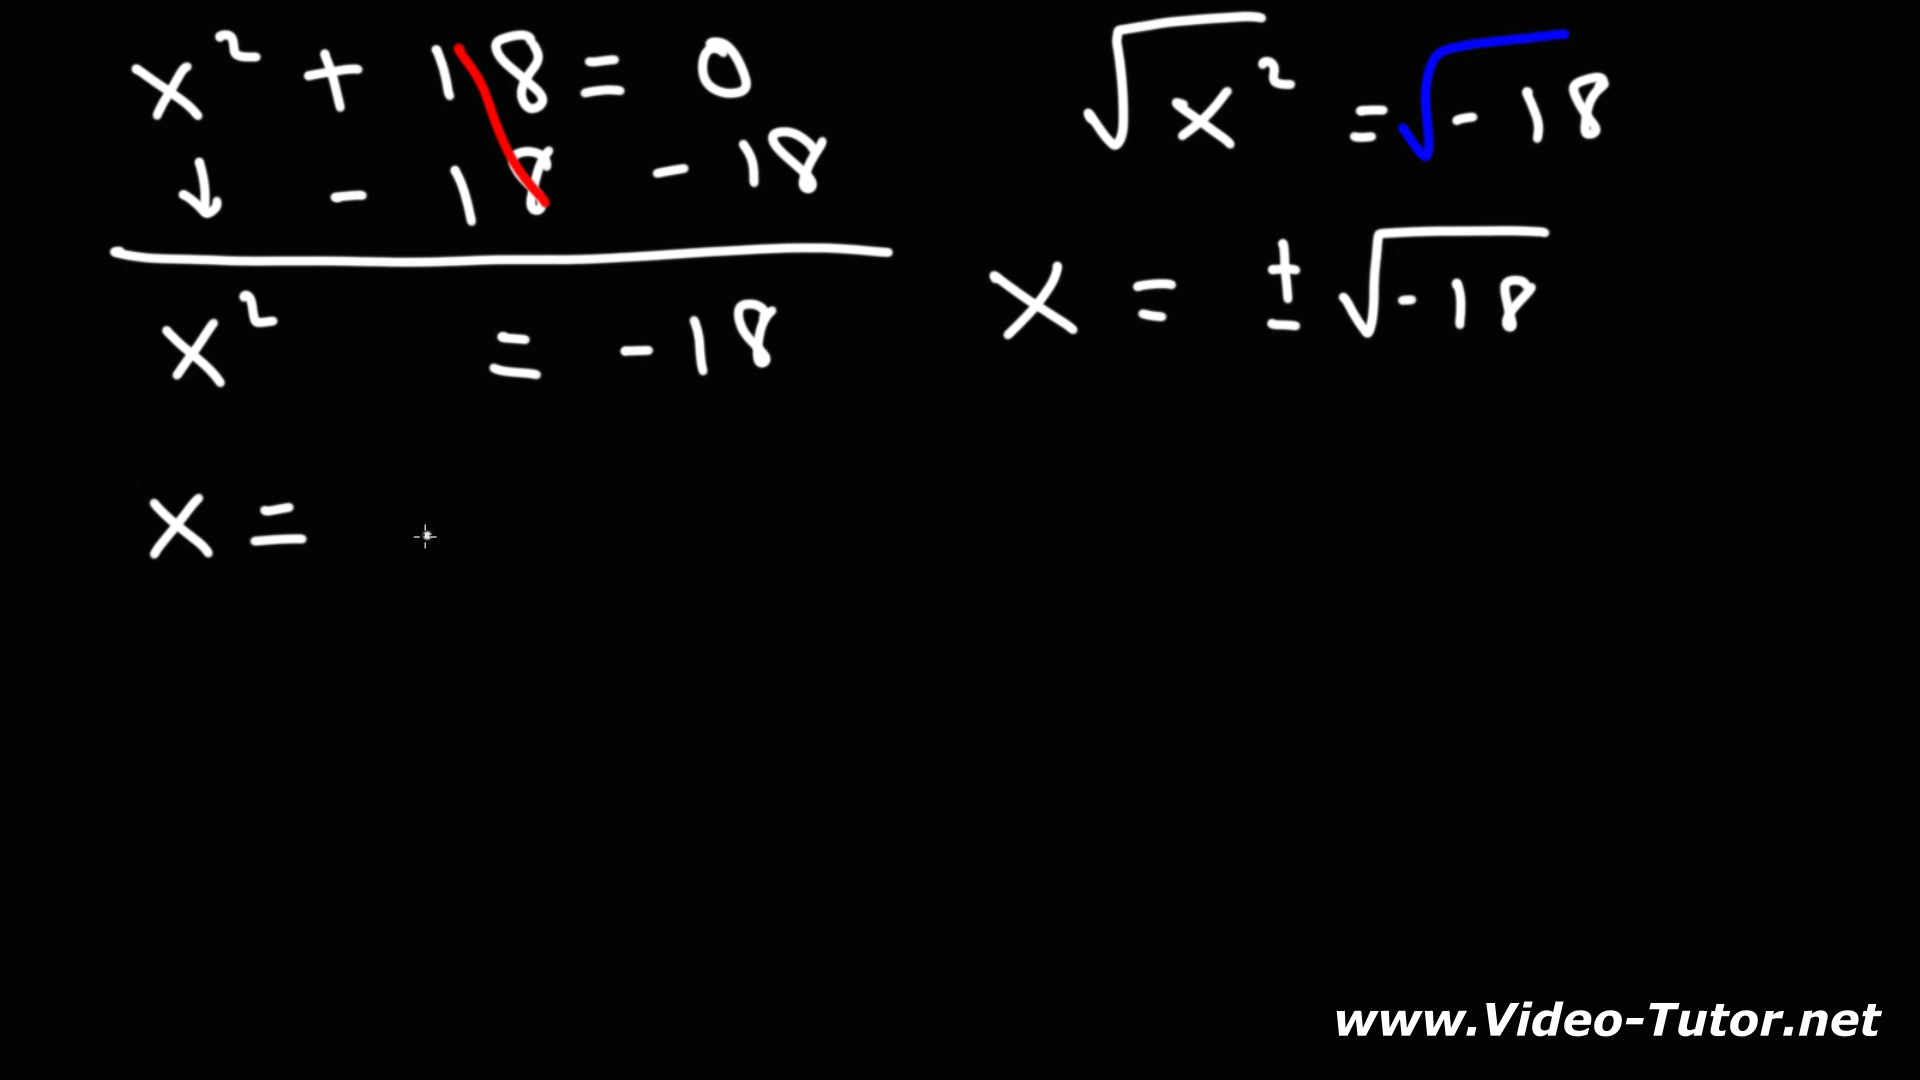 x² + 18 = 0
↓ - 18 - 18
x² = -18
x =
√x² = √-18
x = ± √-18
www.Video-Tutor.net